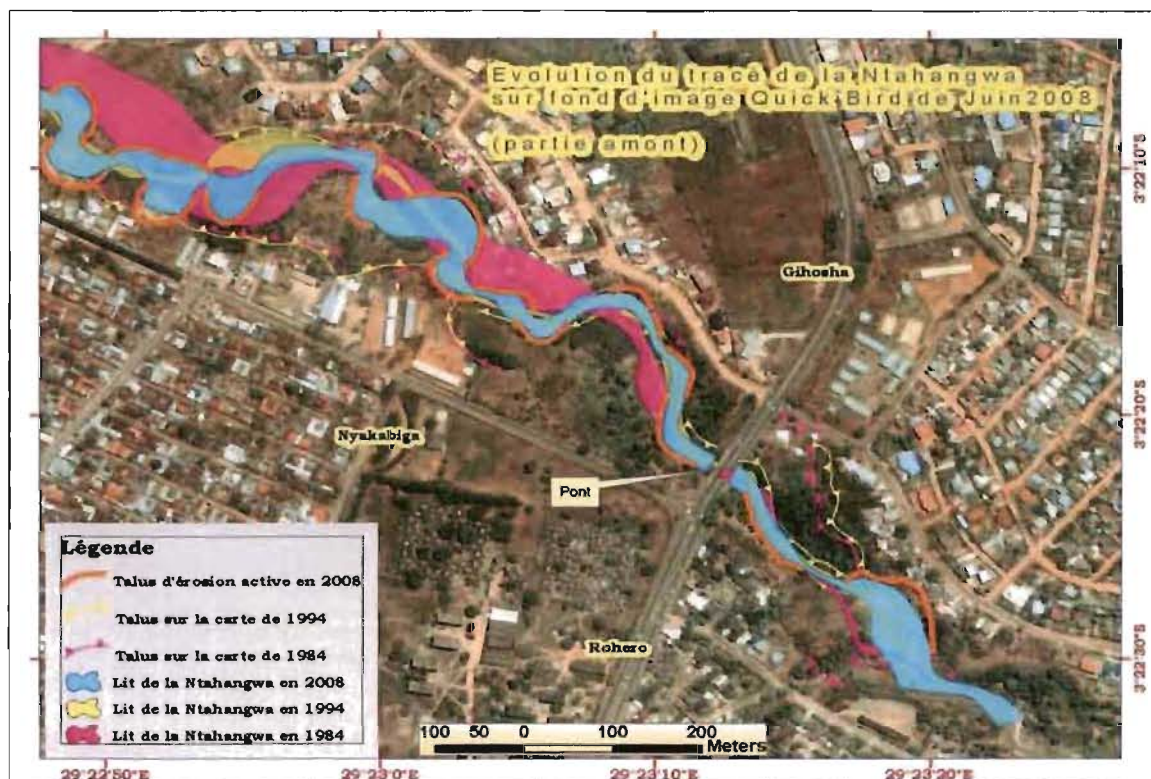 Evolution du tracé de la Ntahangwa
sur fond d'image Quick Bird de Juin2008
(partie amont)
3°22'10"S
Gihosha
3°22'20"S
Nyakabiga
Pont
Légende
Talus d'érosion active en 2008
Talus sur la carte de 1994
Talus sur la carte de 1984
Lit de la Ntahangwa en 2008
Lit de la Ntahangwa en 1994
Lit de la Ntahangwa en 1984
Rohero
3°22'30"S
100 50 0 100 200
Meters
29°22'50"E 29°23'0"E 29°23'10"E 29°23'20"E